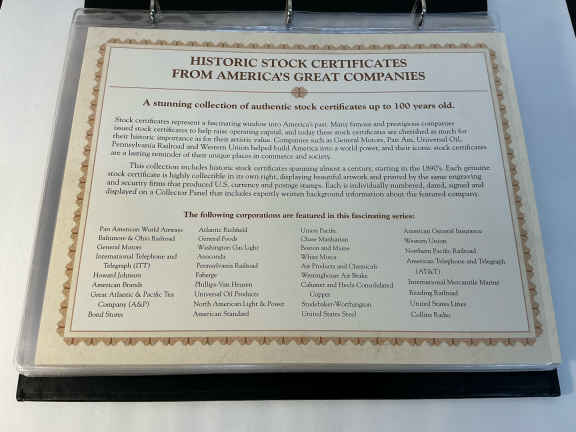 HISTORIC STOCK CERTIFICATES
FROM AMERICA'S GREAT COMPANIES
A stunning collection of authentic stock certificates up to 100 years old.
Stock certificates represent a fascinating window into America's past. Many famous and prestigious companies
issued stock certificates to help raise operating capital, and today these stock certificates are cherished as much for
their historic importance as for their artistic value. Companies such as General Motors, Pan Am, Universal Oil,
Pennsylvania Railroad and Western Union helped build America into a world power, and their iconic stock certificates
are a lasting reminder of their unique places in commerce and society.
This collection includes historic stock certificates spanning almost a century, starting in the 1890's. Each genuine
stock certificate is highly collectible in its own right, displaying beautiful artwork and printed by the same engraving
and security firms that produced U.S. currency and postage stamps. Each is individually numbered, dated, signed and
displayed on a Collector Panel that includes expertly written background information about the featured company.
The following corporations are featured in this fascinating series:
Pan American World Airways
Baltimore & Ohio Railroad
General Motors
International Telephone and
Telegraph (ITT)
Howard Johnson
American Brands
Great Atlantic & Pacific Tea
Company (A&P)
Bond Stores
Atlantic Richfield
General Foods
Washington Gas Light
Anaconda
Pennsylvania Railroad
Faberge
Phillips-Van Heusen
Universal Oil Products
North American Light & Power
American Standard
Union Pacific
Chase Manhattan
Boston and Maine
White Motor
Air Products and Chemicals
Westinghouse Air Brake
Calumet and Hecla Consolidated
Copper
Studebaker-Worthington
United States Steel
American General Insurance
Western Union
Northern Pacific Railroad
American Telephone and Telegraph
(AT&T)
International Mercantile Marine
Reading Railroad
United States Lines
Collins Radio